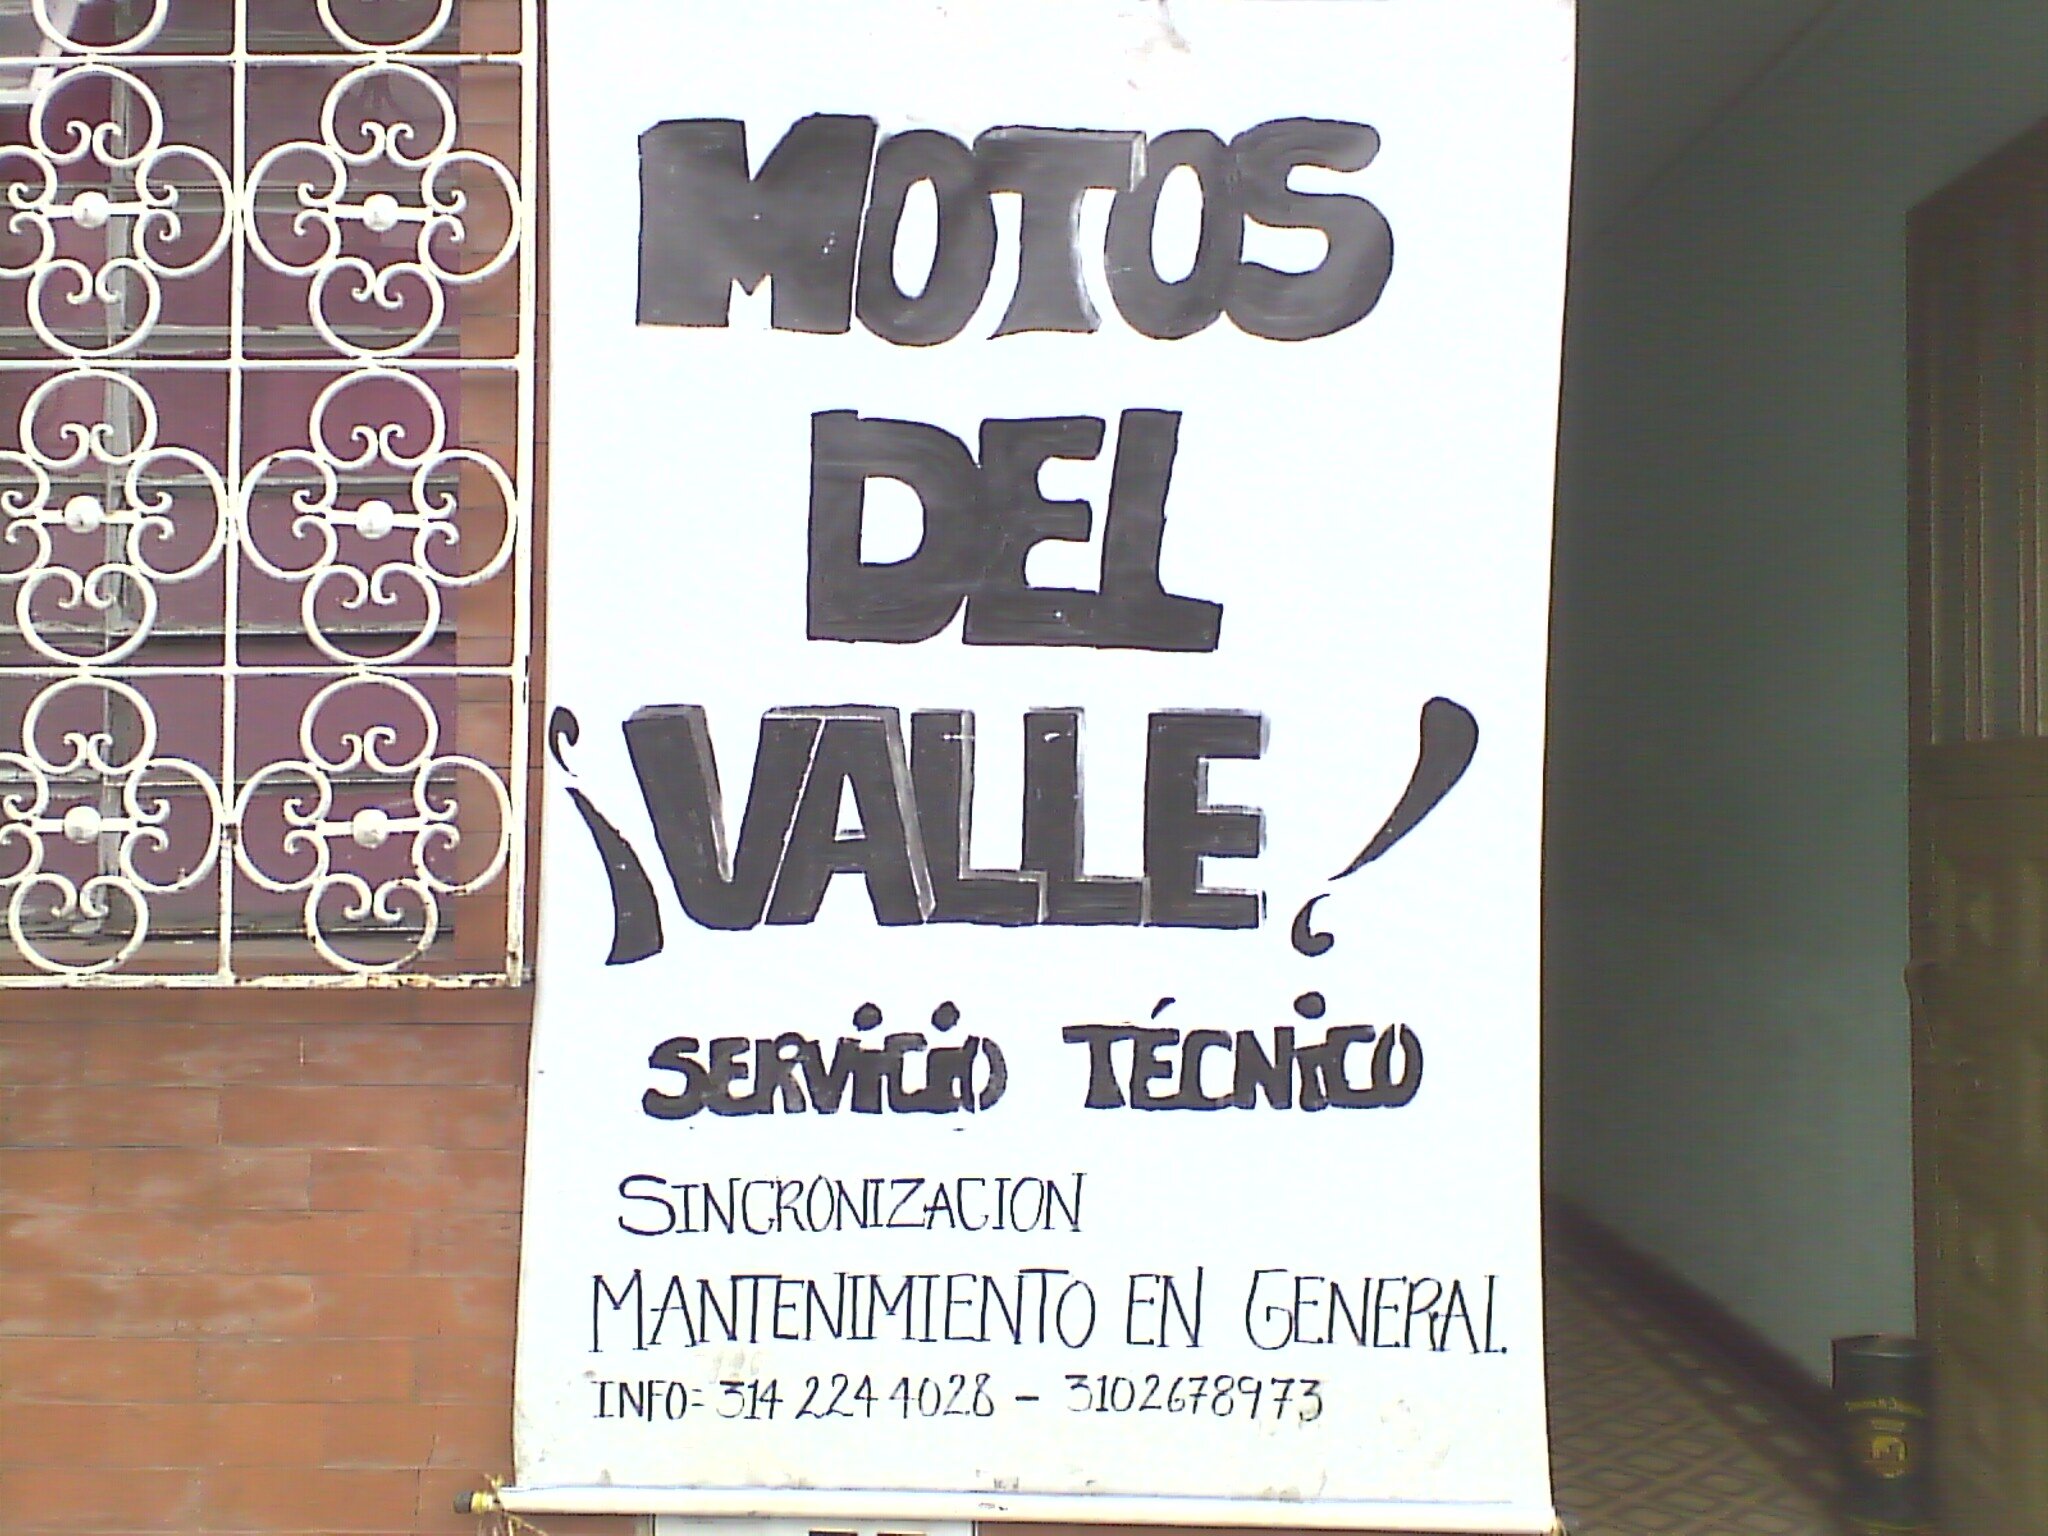 MOTOS
DEL
¡VALLE!
SERViCiO TÉCNiCO
SINCRONIZACION
MANTENIMIENTO EN GENERAL
INFO= 314 224 4028 - 3102678973